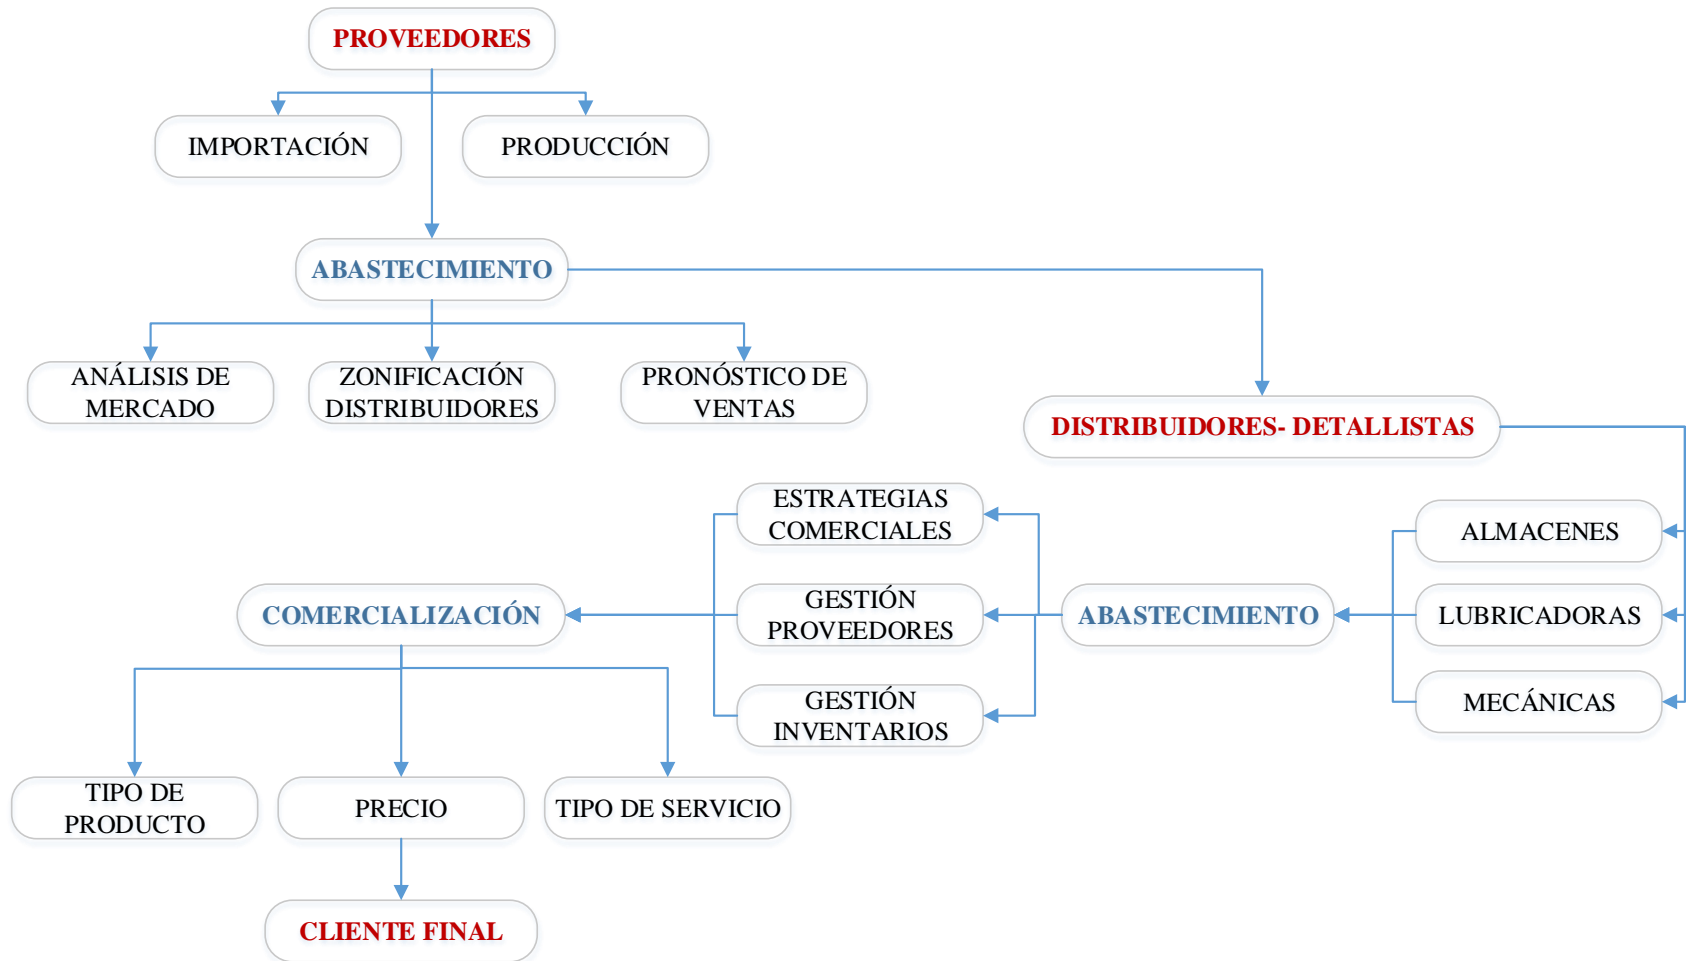 PROVEEDORES
IMPORTACIÓN
PRODUCCIÓN
ABASTECIMIENTO
ANÁLISIS DE
MERCADO
ZONIFICACIÓN
DISTRIBUIDORES
PRONÓSTICO DE
VENTAS
DISTRIBUIDORES- DETALLISTAS
ALMACENES
LUBRICADORAS
MECÁNICAS
ABASTECIMIENTO
ESTRATEGIAS
COMERCIALES
GESTIÓN
PROVEEDORES
GESTIÓN
INVENTARIOS
COMERCIALIZACIÓN
TIPO DE
PRODUCTO
PRECIO
TIPO DE SERVICIO
CLIENTE FINAL